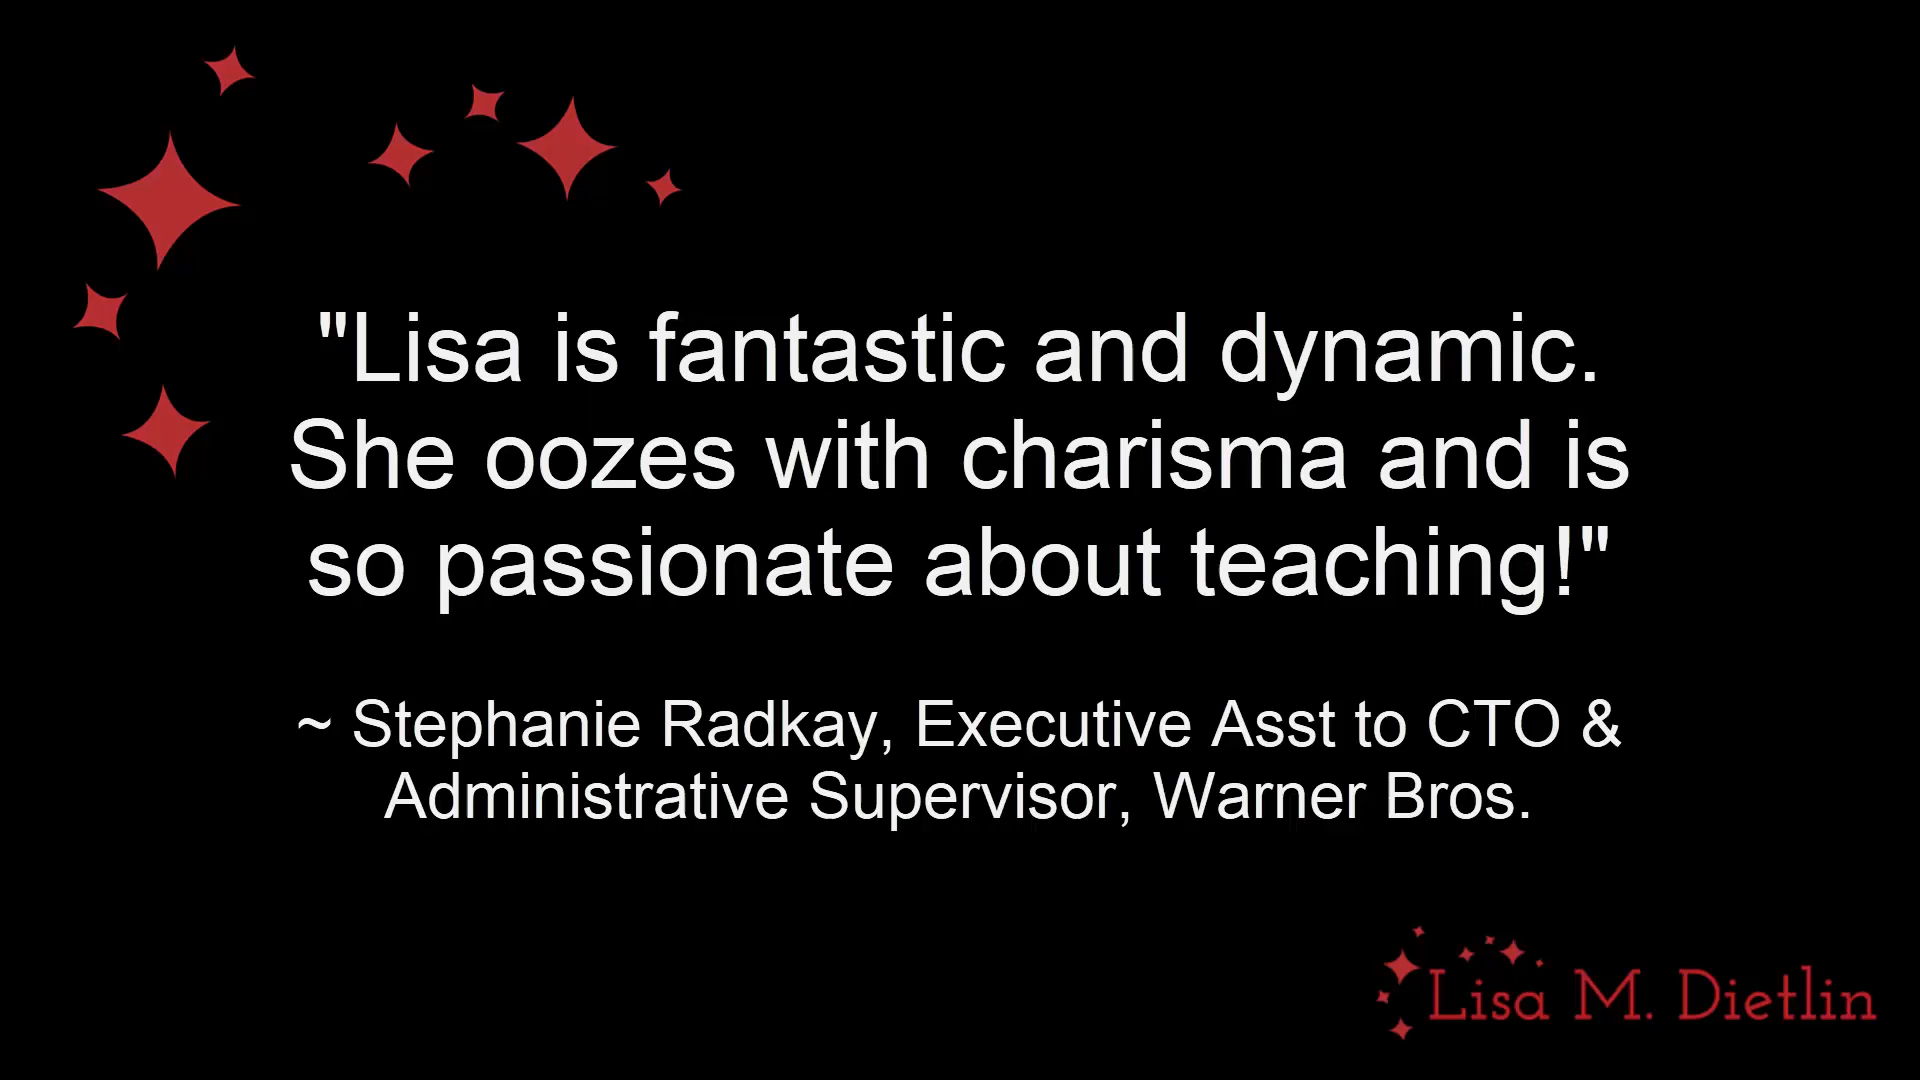 "Lisa is fantastic and dynamic.
She oozes with charisma and is
so passionate about teaching!"
~ Stephanie Radkay, Executive Asst to CTO &
Administrative Supervisor, Warner Bros.
Lisa M. Dietlin